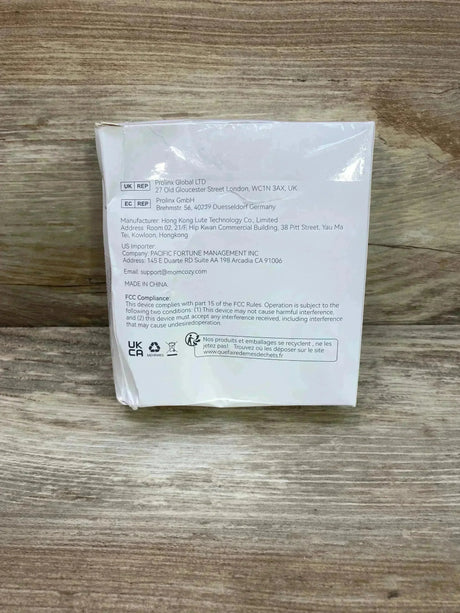 UK REP Prolinx Global LTD
27 Old Gloucester Street London, WC1N 3AX, UK
EC REP Prolinx GmbH
Brehmstr. 56, 40239 Duesseldorf Germany
Manufacturer: Hong Kong Lute Technology Co., Limited
Address: Room 02, 21/F, Hip Kwan Commercial Building, 38 Pitt Street, Yau Ma
Tei, Kowloon, Hongkong
US Importer:
Company: PACIFIC FORTUNE MANAGEMENT INC
Address: 145 E Duarte RD Suite AA 198 Arcadia CA 91006
Email: support@momcozy.com
MADE IN CHINA
FCC Compliance:
This device complies with part 15 of the FCC Rules. Operation is subject to the
following two conditions: (1) This device may not cause harmful interference,
and (2) this device must accept any interference received, including interference
that may cause undesiredoperation.
UK
CA
Nos produits et emballages se recyclent , ne les
jetez pas! Trouvez où les déposer sur le site
www.quefairedemesdechets.fr